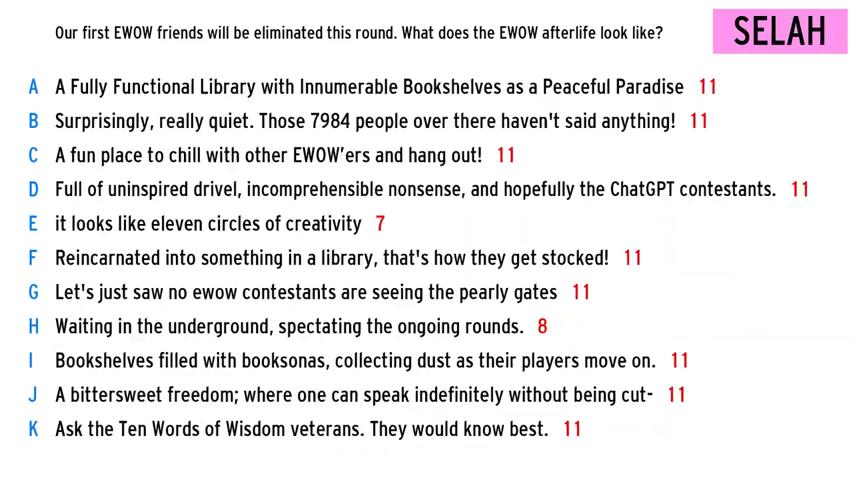 Our first EWOW friends will be eliminated this round. What does the EWOW afterlife look like?
SELAH
A A Fully Functional Library with Innumerable Bookshelves as a Peaceful Paradise 11
B Surprisingly, really quiet. Those 7984 people over there haven't said anything! 11
C A fun place to chill with other EWOW'ers and hang out! 11
D Full of uninspired drivel, incomprehensible nonsense, and hopefully the ChatGPT contestants. 11
E it looks like eleven circles of creativity 7
F Reincarnated into something in a library, that's how they get stocked! 11
G Let's just saw no ewow contestants are seeing the pearly gates 11
H Waiting in the underground, spectating the ongoing rounds. 8
I Bookshelves filled with booksonas, collecting dust as their players move on. 11
J A bittersweet freedom; where one can speak indefinitely without being cut- 11
K Ask the Ten Words of Wisdom veterans. They would know best. 11